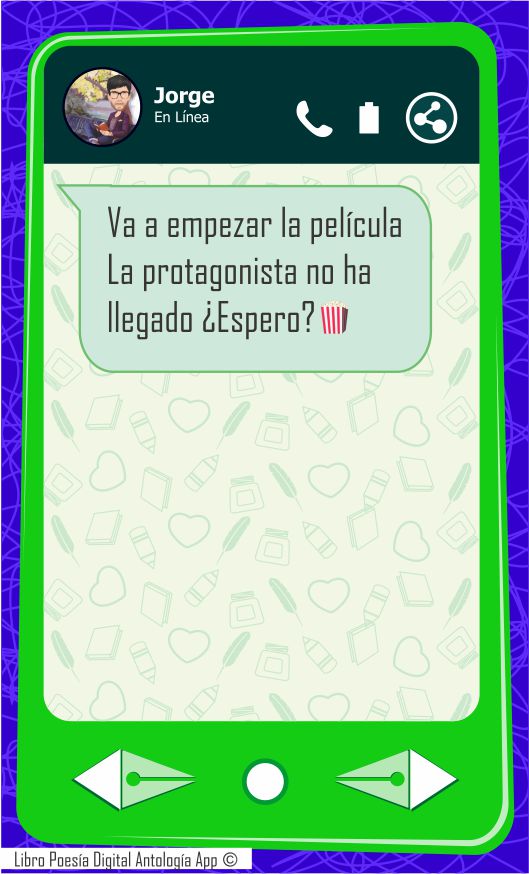 Jorge
En Línea
Va a empezar la película
La protagonista no ha
llegado ¿Espero?🍿
Libro Poesía Digital Antología App ©